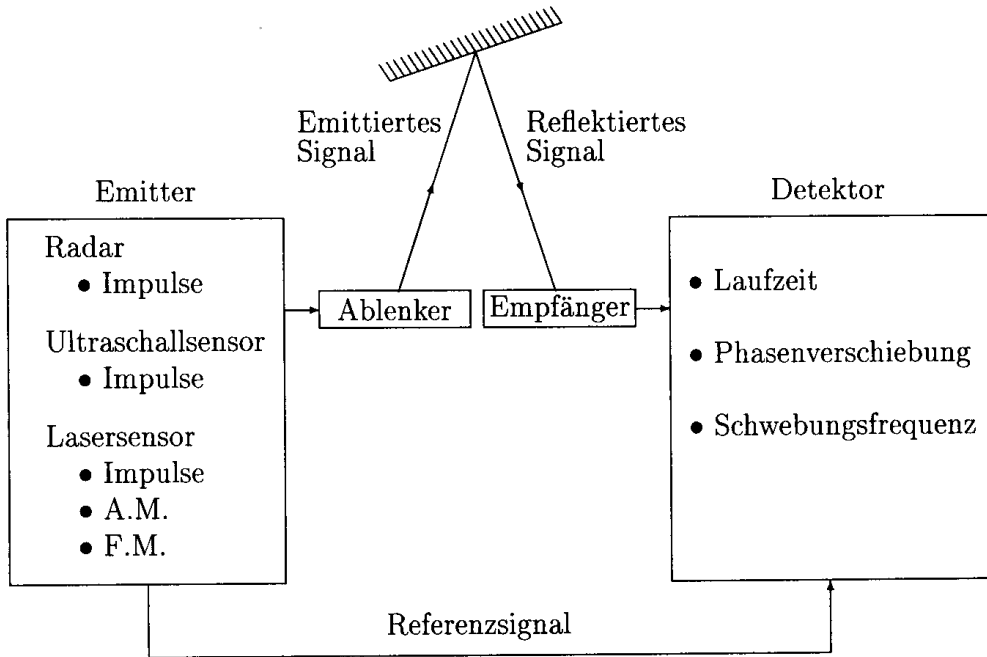 Emittiertes
Signal
Reflektiertes
Signal
Emitter
Detektor
Radar
● Impulse
Ultraschallsensor
● Impulse
Lasersensor
● Impulse
● A.M.
● F.M.
Ablenker
Empfänger
● Laufzeit
● Phasenverschiebung
● Schwebungsfrequenz
Referenzsignal